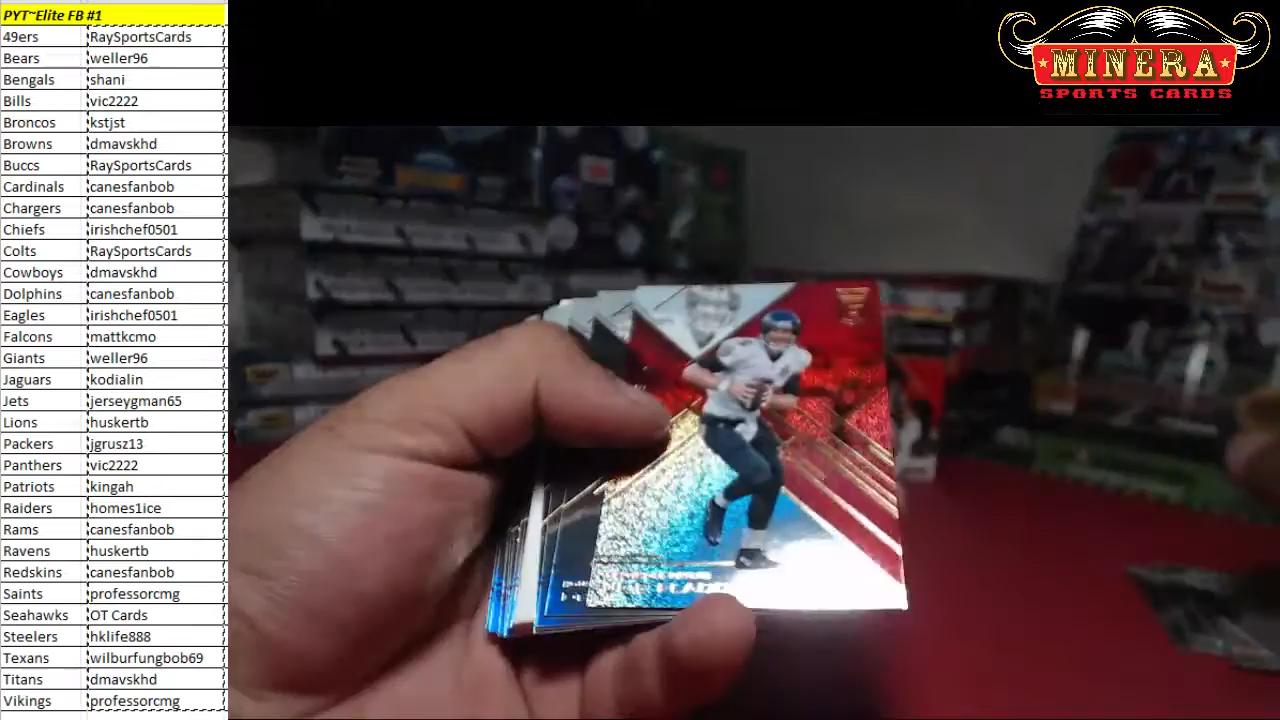 PYT~Elite FB #1
49ers RaySportsCards
Bears weller96
Bengals shani
Bills vic2222
Broncos kstjst
Browns dmavskhd
Buccs RaySportsCards
Cardinals canesfanbob
Chargers canesfanbob
Chiefs irishchef0501
Colts RaySportsCards
Cowboys dmavskhd
Dolphins canesfanbob
Eagles irishchef0501
Falcons mattkcmo
Giants weller96
Jaguars kodialin
Jets jerseygman65
Lions huskertb
Packers jgrusz13
Panthers vic2222
Patriots kingah
Raiders homes1ice
Rams canesfanbob
Ravens huskertb
Redskins canesfanbob
Saints professorcmg
Seahawks OT Cards
Steelers hklife888
Texans wilburfungbob69
Titans dmavskhd
Vikings professorcmg
MINERA
SPORTS CARDS